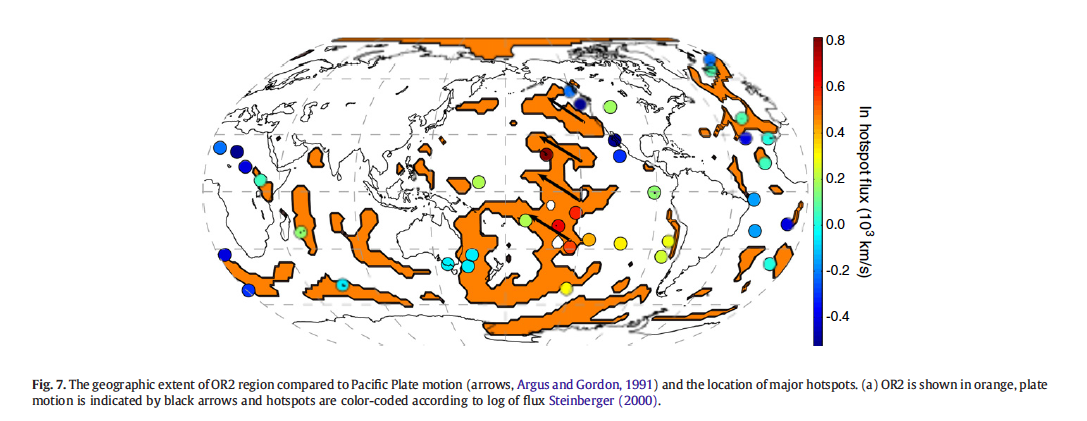 0.8
0.6
0.4
0.2
0.0
-0.2
-0.4
ln hotspot flux (10³ km/s)
Fig. 7. The geographic extent of OR2 region compared to Pacific Plate motion (arrows, Argus and Gordon, 1991) and the location of major hotspots. (a) OR2 is shown in orange, plate
motion is indicated by black arrows and hotspots are color-coded according to log of flux Steinberger (2000).